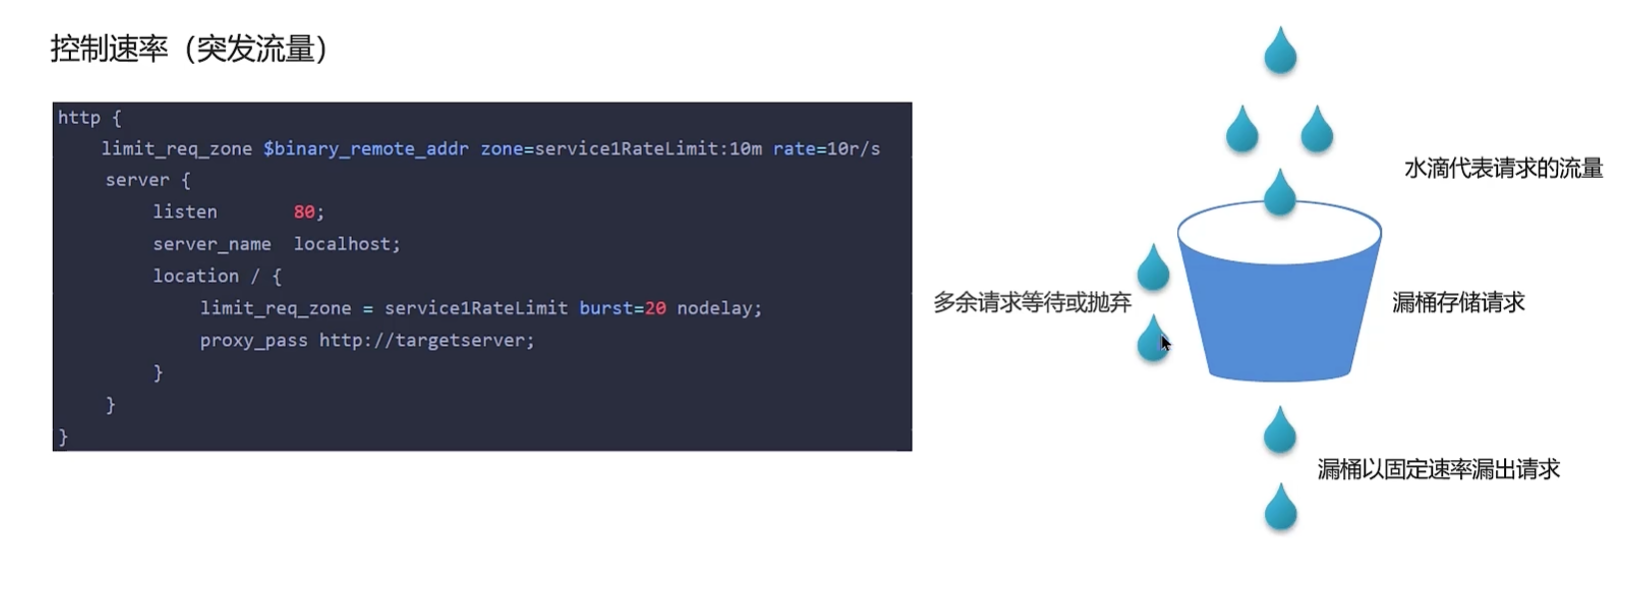 控制速率（突发流量）
http {
limit_req_zone $binary_remote_addr zone=service1RateLimit:10m rate=10r/s
server {
listen 80;
server_name localhost;
location / {
limit_req_zone = service1RateLimit burst=20 nodelay;
proxy_pass http://targetserver;
}
}
}
水滴代表请求的流量
多余请求等待或抛弃
漏桶存储请求
漏桶以固定速率漏出请求